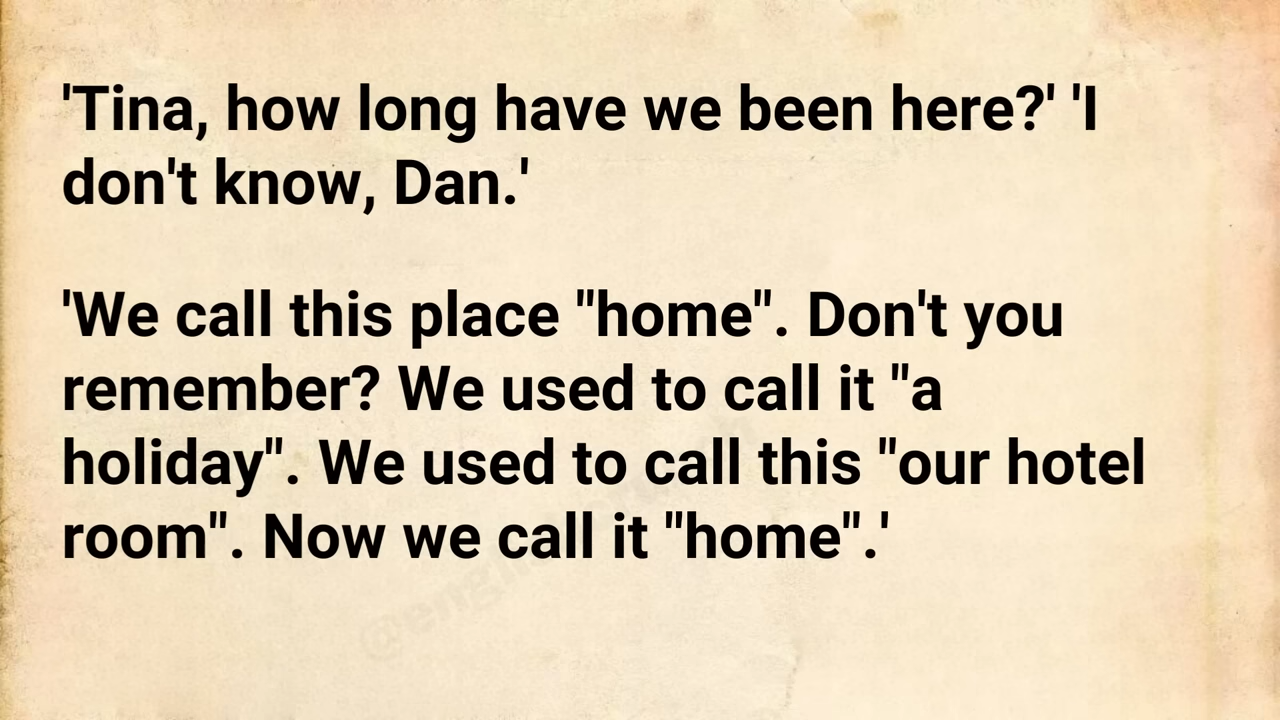 'Tina, how long have we been here?' 'I
don't know, Dan.'
'We call this place "home". Don't you
remember? We used to call it "a
holiday". We used to call this "our hotel
room". Now we call it "home".'